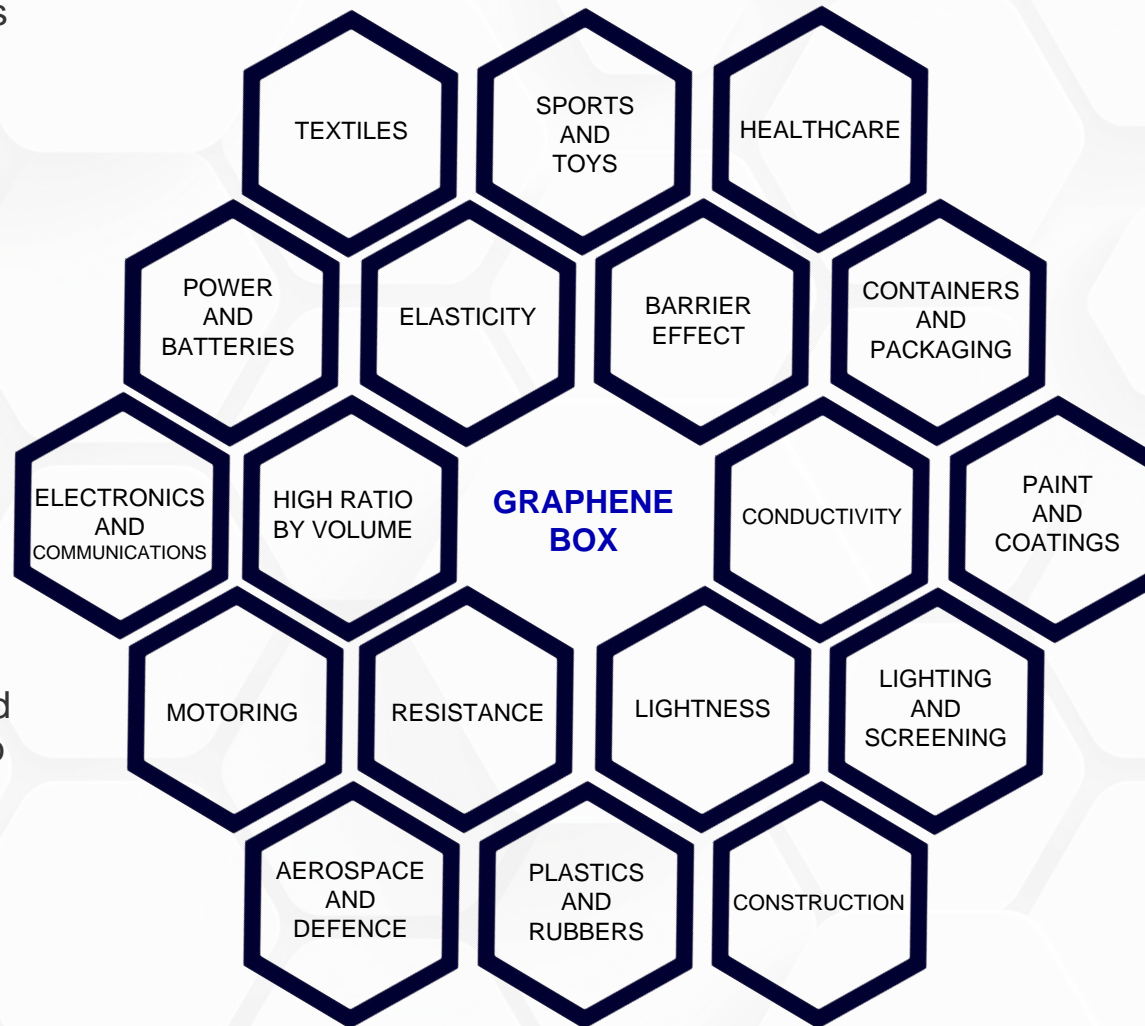 s
TEXTILES
SPORTS
AND
TOYS
HEALTHCARE
POWER
AND
BATTERIES
ELASTICITY
BARRIER
EFFECT
CONTAINERS
AND
PACKAGING
ELECTRONICS
AND
COMMUNICATIONS
HIGH RATIO
BY VOLUME
GRAPHENE
BOX
CONDUCTIVITY
PAINT
AND
COATINGS
d
MOTORING
RESISTANCE
LIGHTNESS
LIGHTING
AND
SCREENING
AEROSPACE
AND
DEFENCE
PLASTICS
AND
RUBBERS
CONSTRUCTION